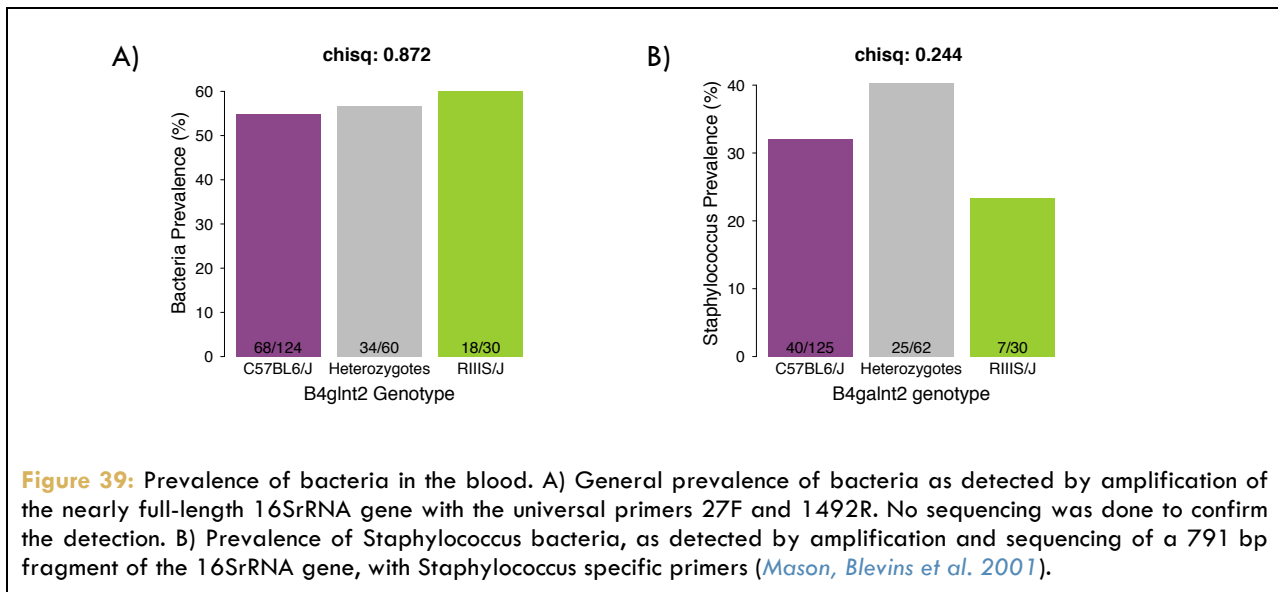 A)
chisq: 0.872
Bacteria Prevalence (%)
60
50
40
30
20
10
0
68/124
34/60
18/30
C57BL6/J
Heterozygotes
RIIIS/J
B4glnt2 Genotype
B)
chisq: 0.244
Staphylococcus Prevalence (%)
40
30
20
10
0
40/125
25/62
7/30
C57BL6/J
Heterozygotes
RIIIS/J
B4galnt2 genotype
Figure 39: Prevalence of bacteria in the blood. A) General prevalence of bacteria as detected by amplification of
the nearly full-length 16SrRNA gene with the universal primers 27F and 1492R. No sequencing was done to confirm
the detection. B) Prevalence of Staphylococcus bacteria, as detected by amplification and sequencing of a 791 bp
fragment of the 16SrRNA gene, with Staphylococcus specific primers (Mason, Blevins et al. 2001).